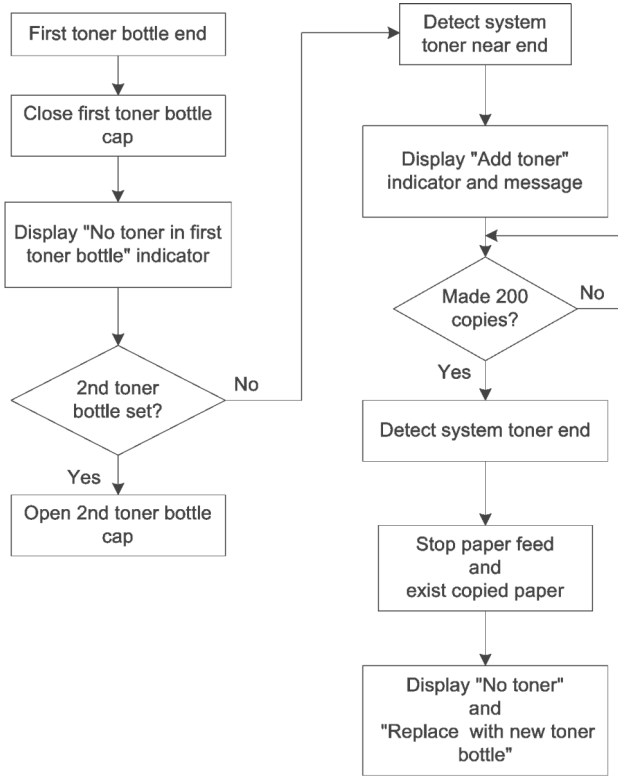 First toner bottle end
Close first toner bottle
cap
Display "No toner in first
toner bottle" indicator
2nd toner
bottle set?
No
Yes
Open 2nd toner bottle
cap
Detect system
toner near end
Display "Add toner"
indicator and message
Made 200
copies?
No
Yes
Detect system toner end
Stop paper feed
and
exist copied paper
Display "No toner"
and
"Replace  with new toner
bottle"